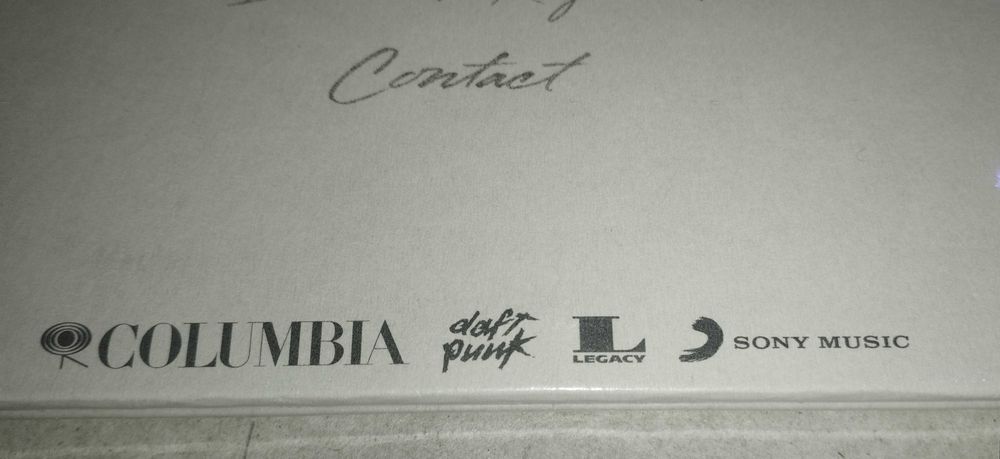 Contact
COLUMBIA daft punk L LEGACY SONY MUSIC